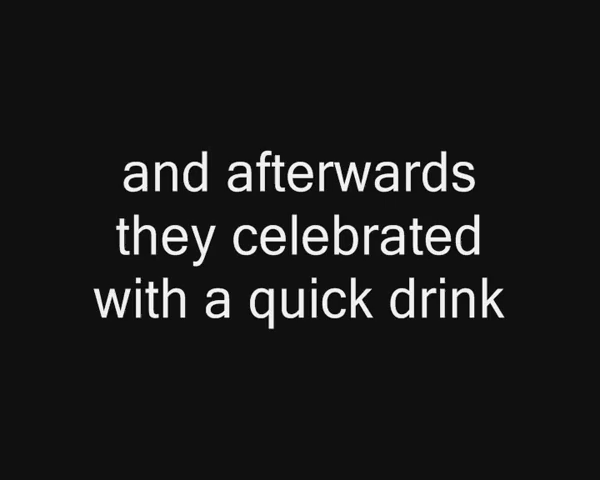 and afterwards
they celebrated
with a quick drink